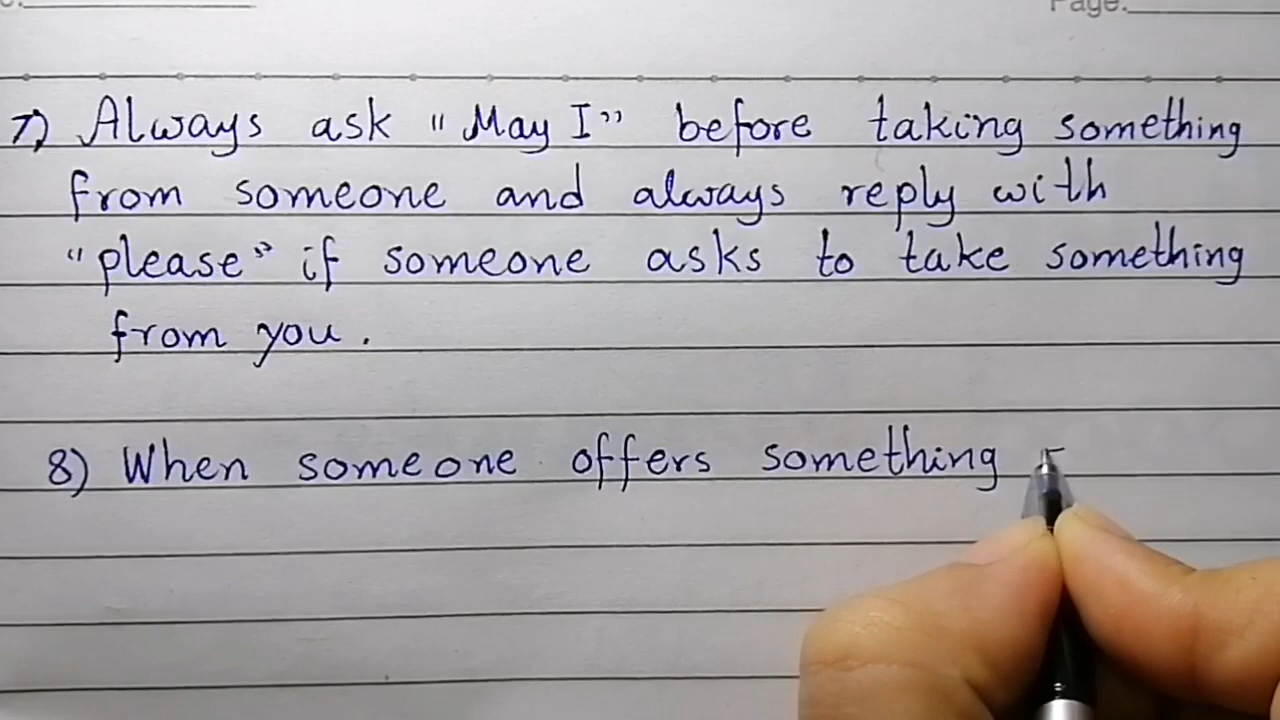 Page:
7) Always ask "May I" before taking something
from someone and always reply with
"please" if someone asks to take something
from you.
8) When someone offers something